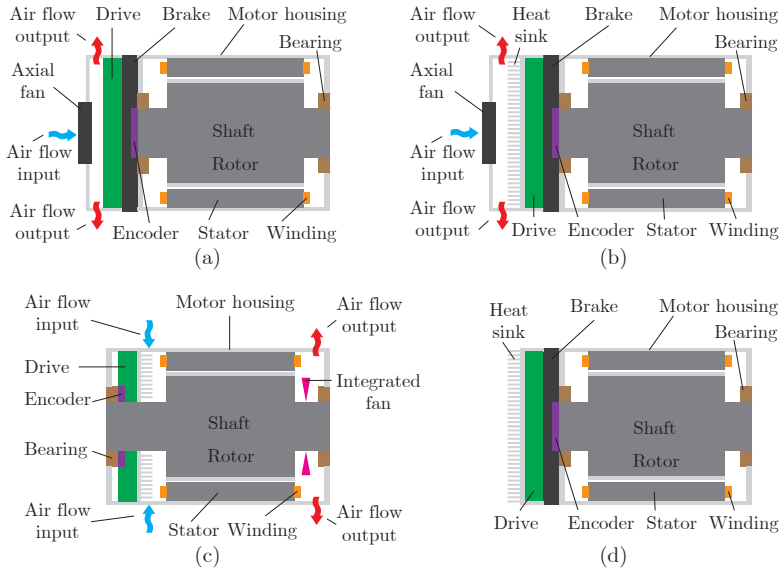 Air flow
output
Drive
Brake
Motor housing
Bearing
Axial
fan
Air flow
input
Shaft
Rotor
Air flow
output
Encoder
Stator
Winding
(a)
Air flow
output
Heat
sink
Brake
Motor housing
Bearing
Axial
fan
Air flow
input
Shaft
Rotor
Air flow
output
Drive
Encoder
Stator
Winding
(b)
Air flow
input
Motor housing
Air flow
output
Drive
Encoder
Integrated
fan
Shaft
Rotor
Bearing
Air flow
input
Stator
Winding
Air flow
output
(c)
Heat
sink
Brake
Motor housing
Bearing
Shaft
Rotor
Drive
Encoder
Stator
Winding
(d)